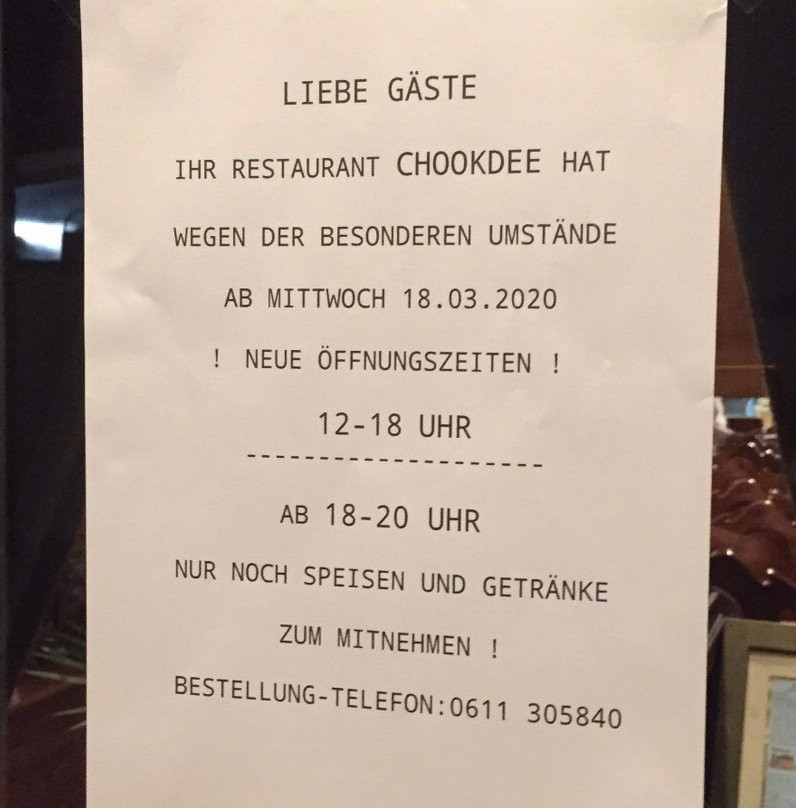 LIEBE GÄSTE
IHR RESTAURANT CHOOKDEE HAT
WEGEN DER BESONDEREN UMSTÄNDE
AB MITTWOCH 18.03.2020
! NEUE ÖFFNUNGSZEITEN !
12-18 UHR
--------------------
AB 18-20 UHR
NUR NOCH SPEISEN UND GETRÄNKE
ZUM MITNEHMEN !
BESTELLUNG-TELEFON:0611 305840